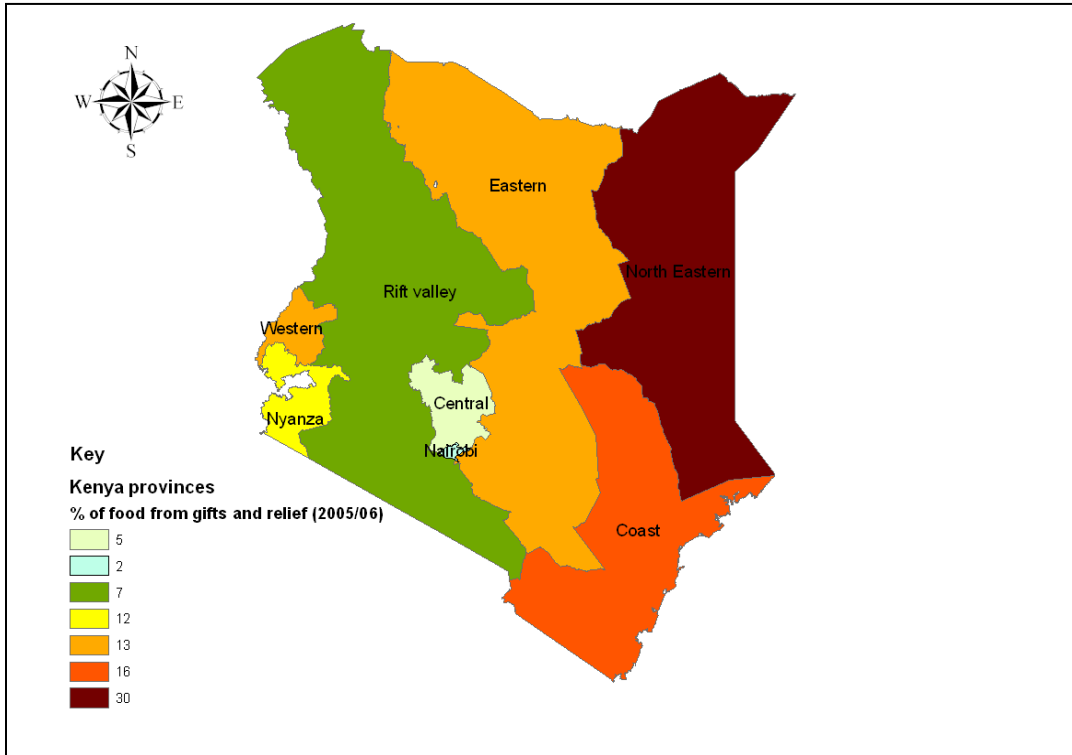 N
W E
S
Eastern
North Eastern
Rift valley
Western
Central
Nyanza
Nairobi
Coast
Key
Kenya provinces
% of food from gifts and relief (2005/06)
5
2
7
12
13
16
30